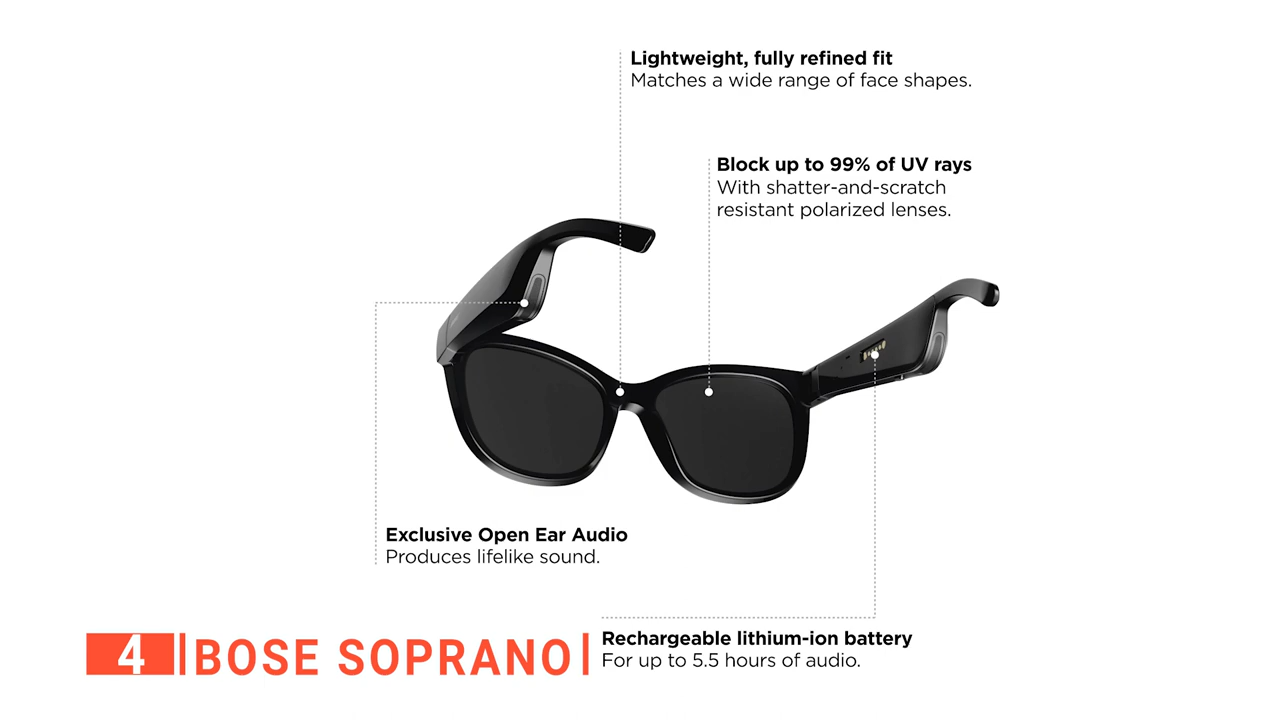 Lightweight, fully refined fit
Matches a wide range of face shapes.
Block up to 99% of UV rays
With shatter-and-scratch
resistant polarized lenses.
Exclusive Open Ear Audio
Produces lifelike sound.
4 BOSE SOPRANO
Rechargeable lithium-ion battery
For up to 5.5 hours of audio.